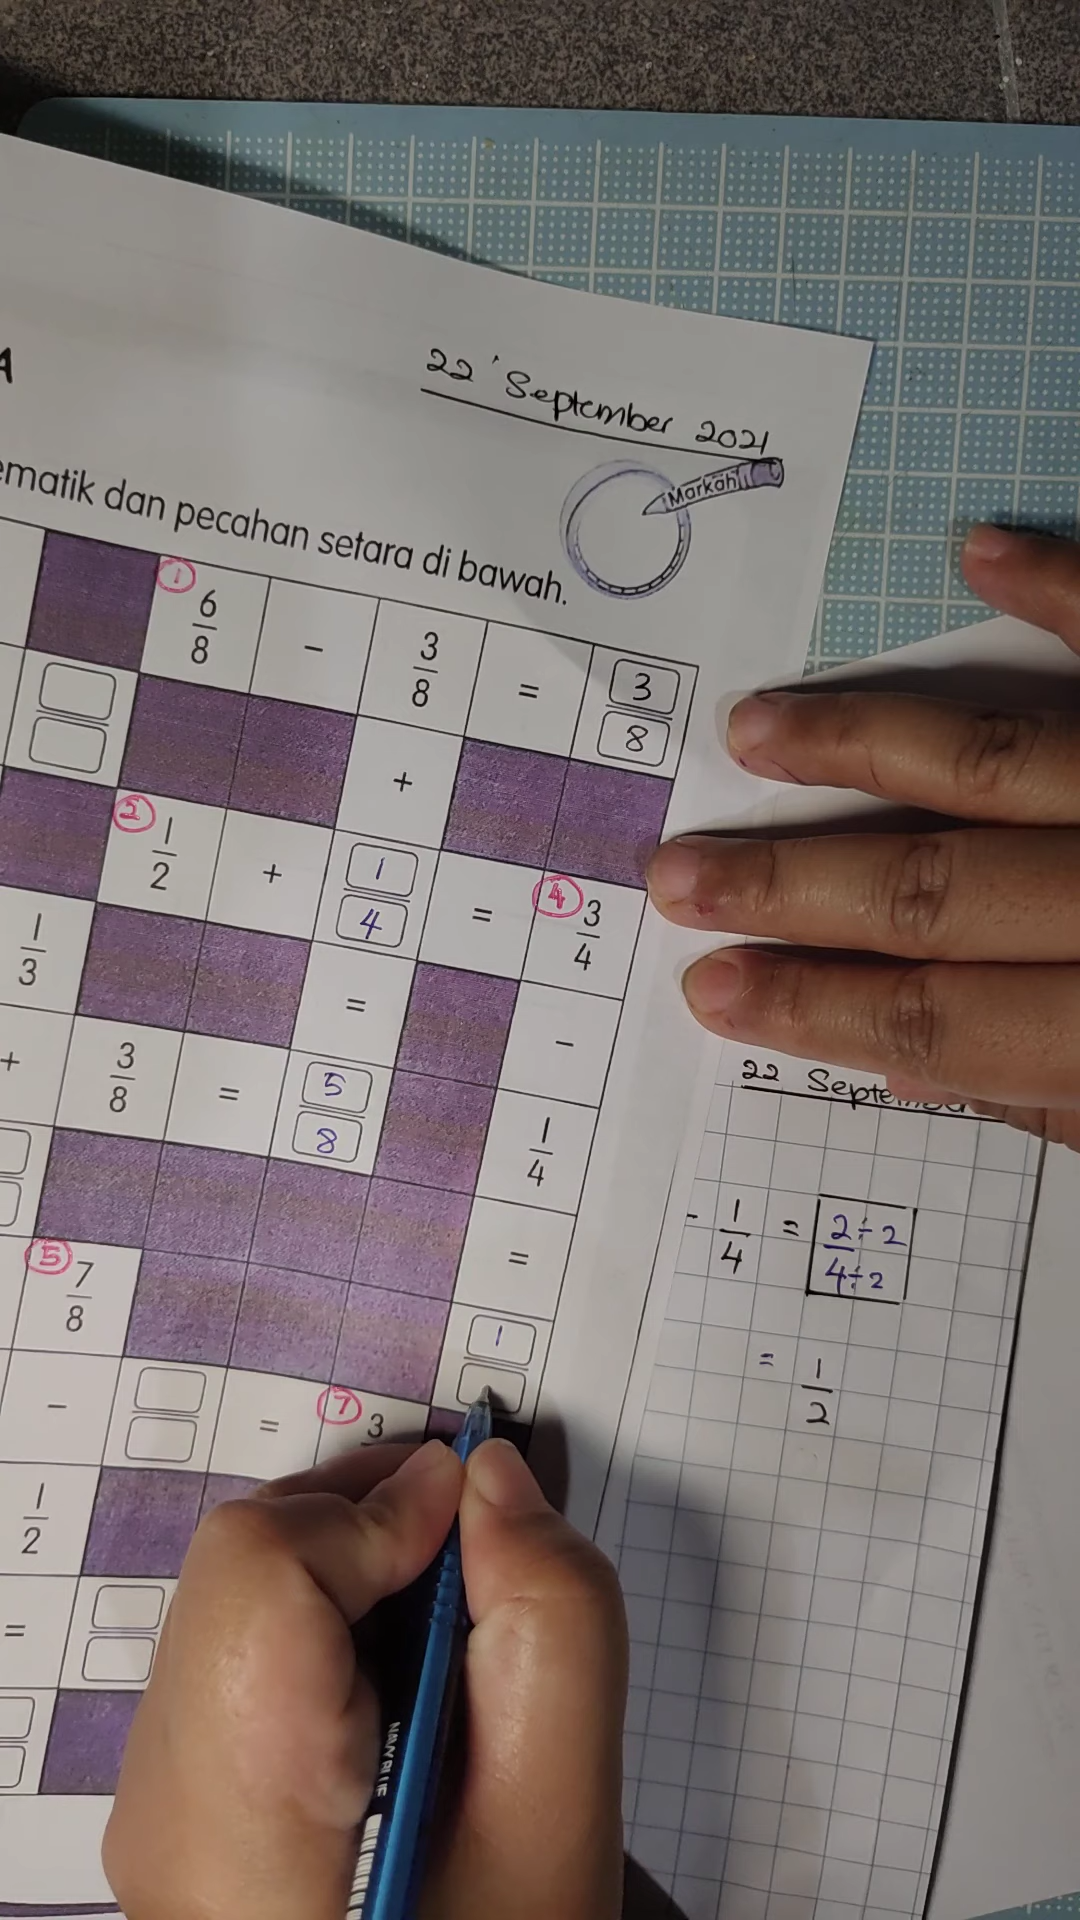 A
22 September 2021
Markah
ematik dan pecahan setara di bawah.
① 6/8 - 3/8 = 3/8
+
② 1/2 + 1/4 = ④ 3/4
1/3 = -
+ 3/8 = 5/8 1/4
=
⑤ 7/8 1
- = ⑦ 3
1/2
=
22
- 1/4 = 2÷2/4÷2
= 1/2